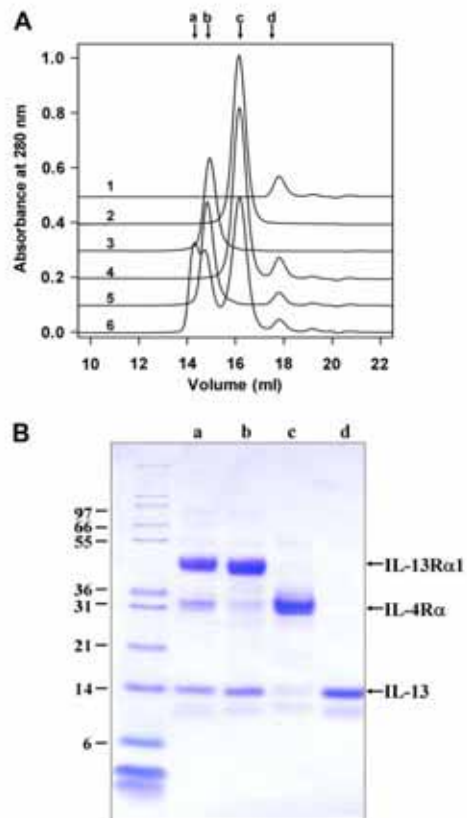 A
a b c d
Absorbance at 280 nm
1.0
0.8
0.6
0.4
0.2
0.0
1
2
3
4
5
6
10 12 14 16 18 20 22
Volume (ml)
B
a b c d
97
66
55
36
31
21
14
6
IL-13Rα1
IL-4Rα
IL-13